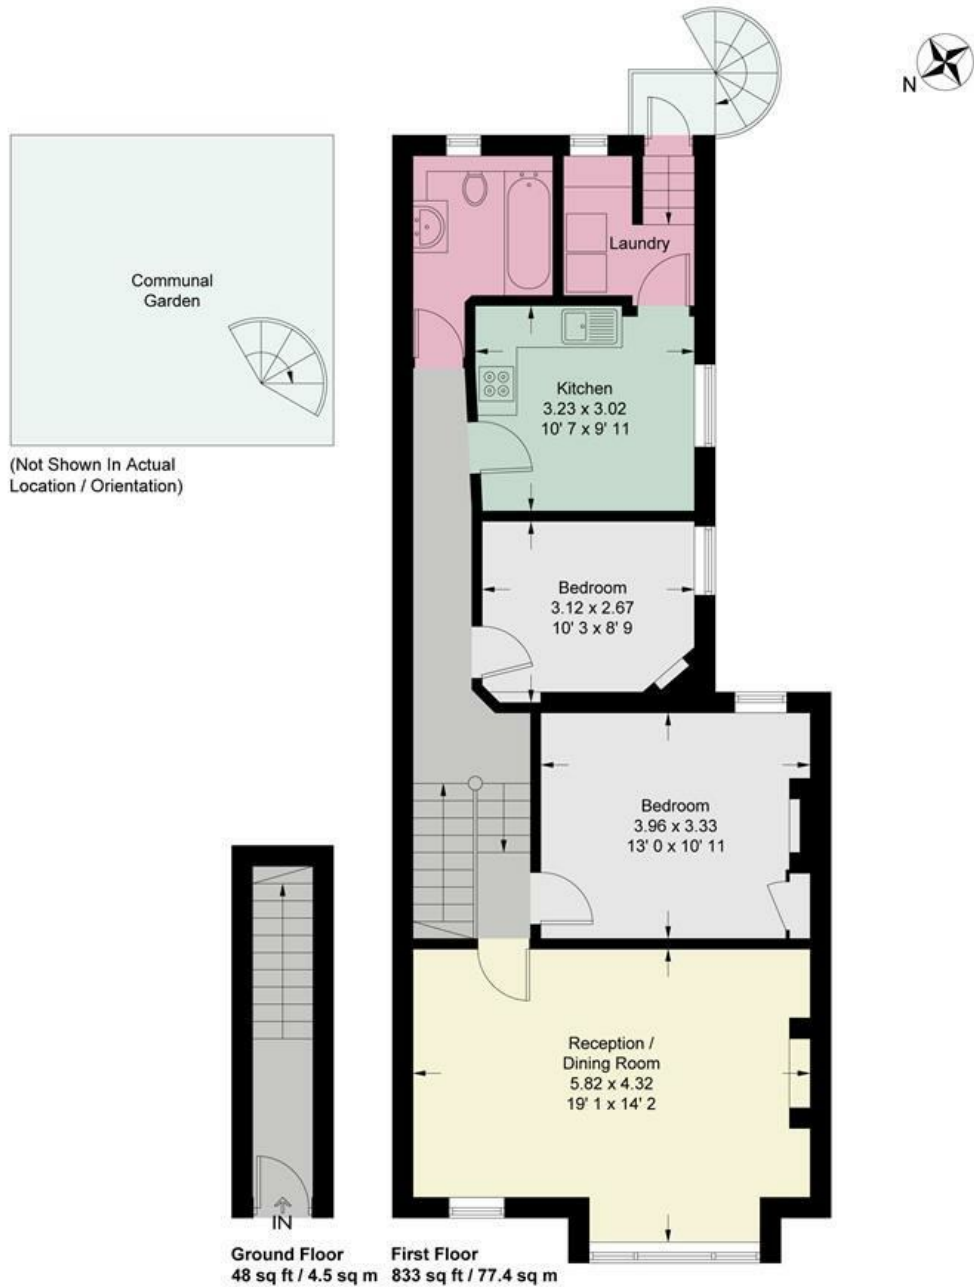 N
Communal
Garden
(Not Shown In Actual
Location / Orientation)
Laundry
Kitchen
3.23 x 3.02
10' 7 x 9' 11
Bedroom
3.12 x 2.67
10' 3 x 8' 9
Bedroom
3.96 x 3.33
13' 0 x 10' 11
Reception /
Dining Room
5.82 x 4.32
19' 1 x 14' 2
IN
Ground Floor
48 sq ft / 4.5 sq m
First Floor
833 sq ft / 77.4 sq m